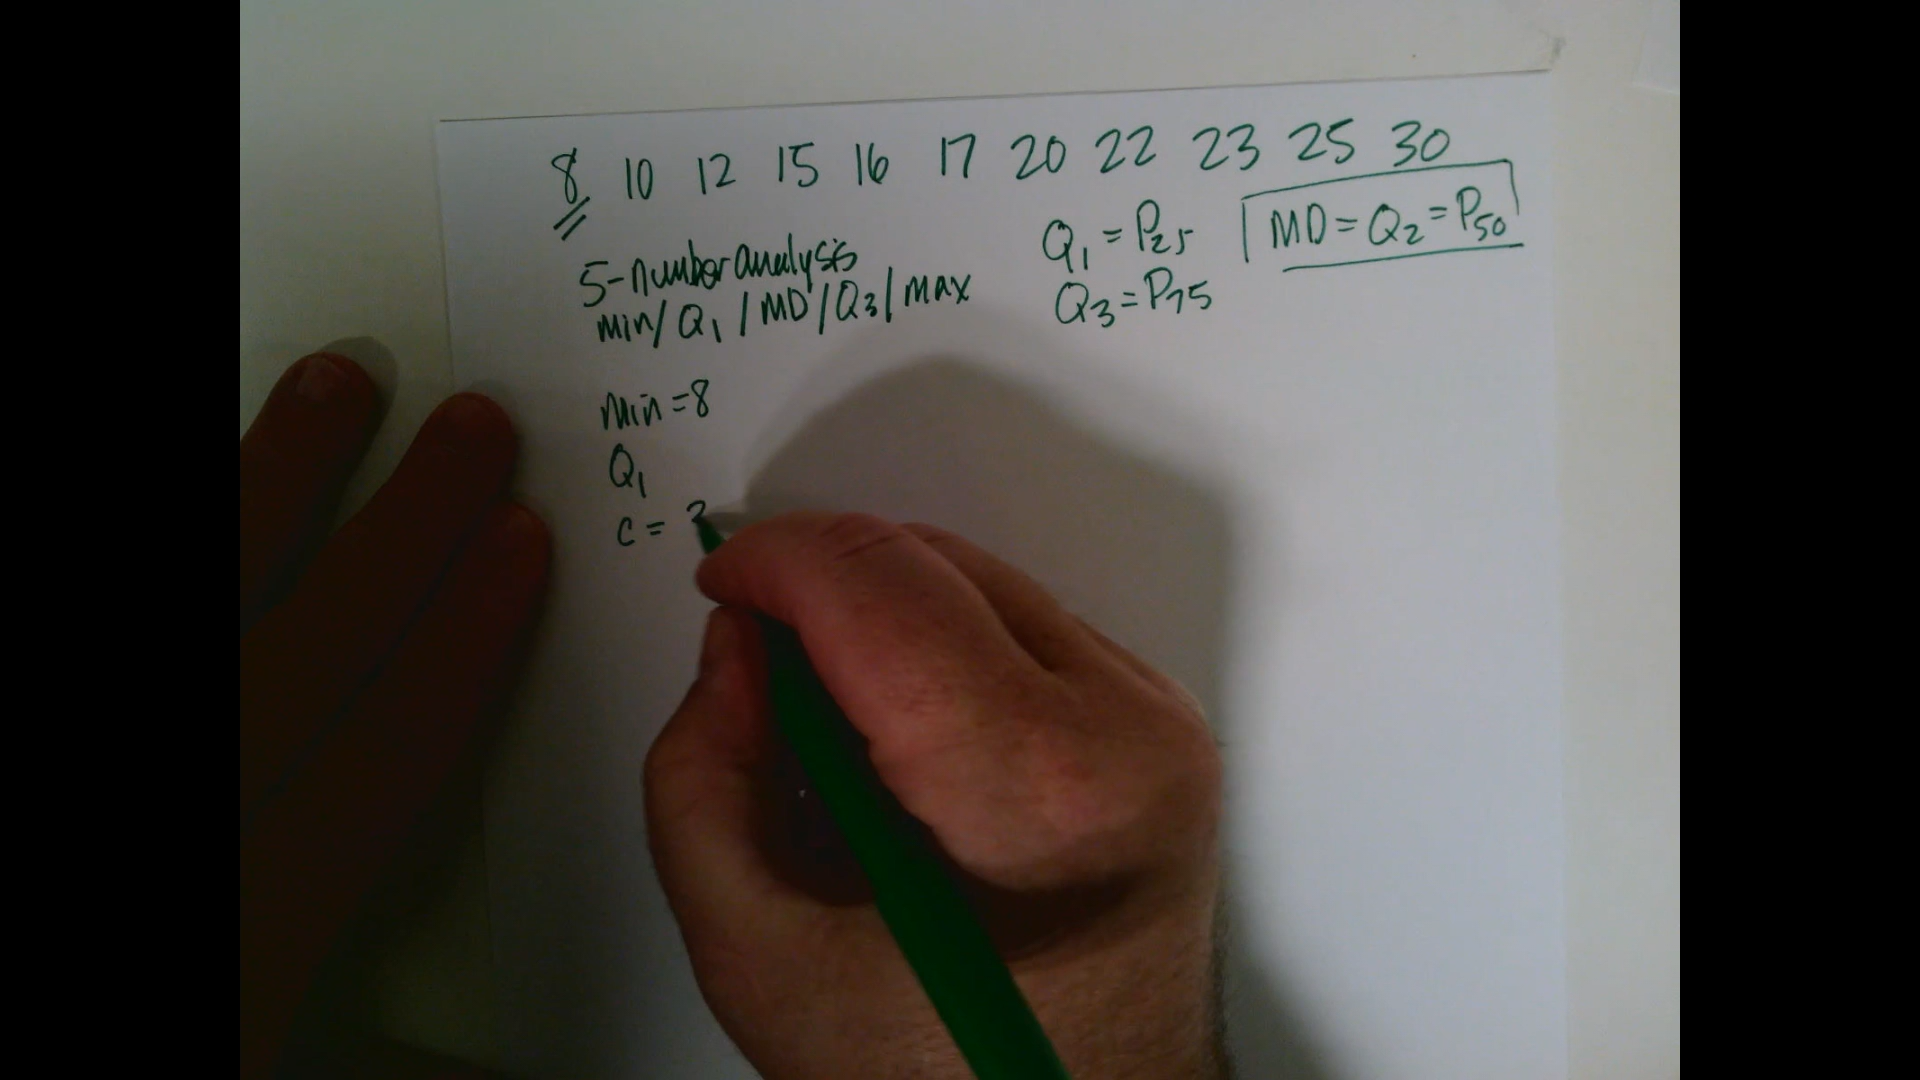 8 10 12 15 16 17 20 22 23 25 30
5-number analysis
min/Q1/MD/Q3/max
Q1 = P25
Q3 = P75
MD = Q2 = P50
min = 8
Q1
c =